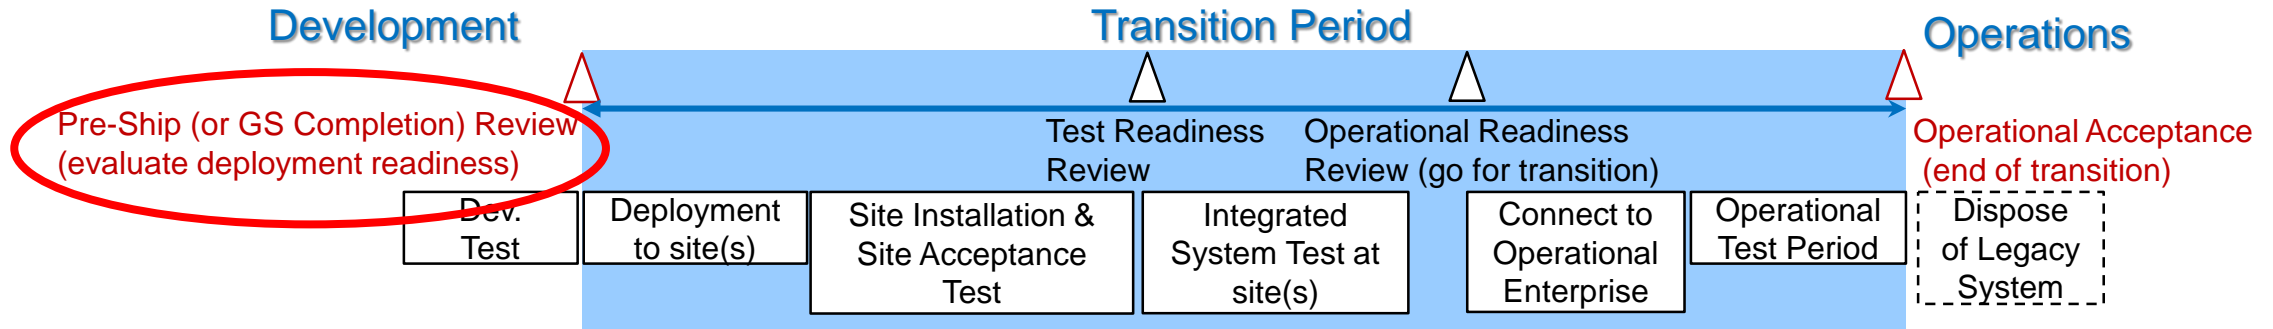 Development
Transition Period
Operations
Pre-Ship (or GS Completion) Review
(evaluate deployment readiness)
Test Readiness
Review
Operational Readiness
Review (go for transition)
Operational Acceptance
(end of transition)
Dev.
Test
Deployment
to site(s)
Site Installation &
Site Acceptance
Test
Integrated
System Test at
site(s)
Connect to
Operational
Enterprise
Operational
Test Period
Dispose
of Legacy
System